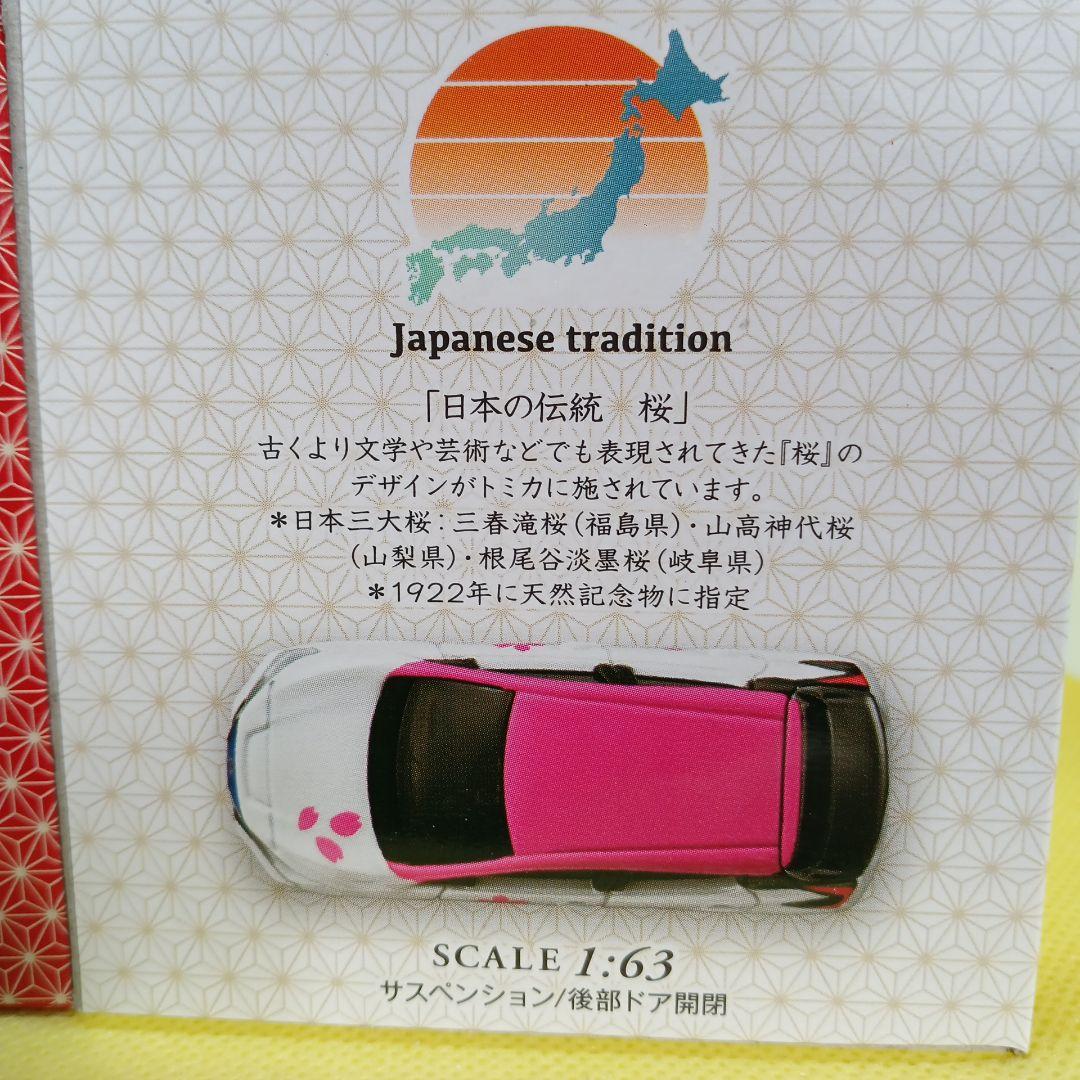 Japanese tradition
「日本の伝統　桜」
古くより文学や芸術などでも表現されてきた『桜』の
デザインがトミカに施されています。
＊日本三大桜：三春滝桜(福島県)・山高神代桜
(山梨県)・根尾谷淡墨桜(岐阜県)
＊1922年に天然記念物に指定
SCALE 1:63
サスペンション/後部ドア開閉